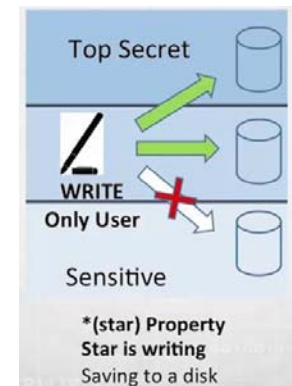 Top Secret
WRITE
Only User
Sensitive
*(star) Property
Star is writing
Saving to a disk